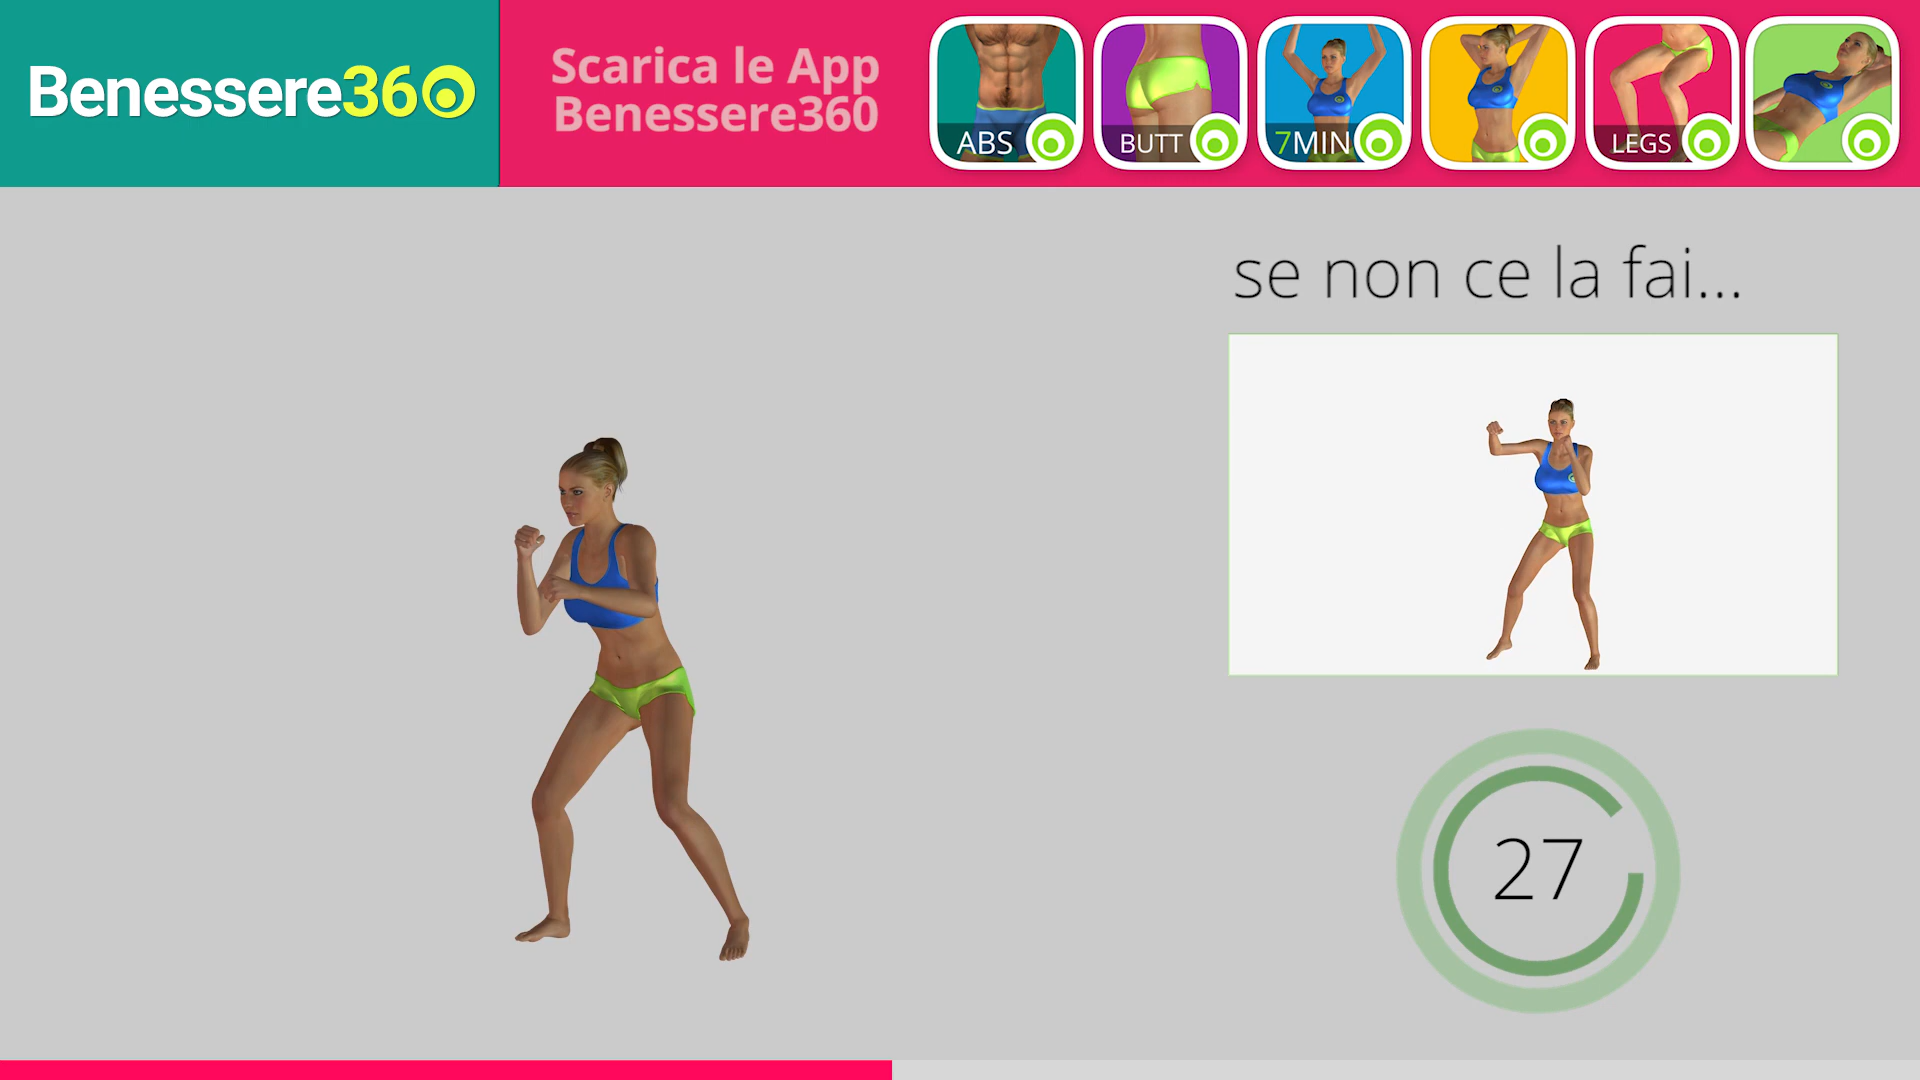 Benessere360
Scarica le App
Benessere360
ABS
BUTT
7MIN
LEGS
se non ce la fai...
27